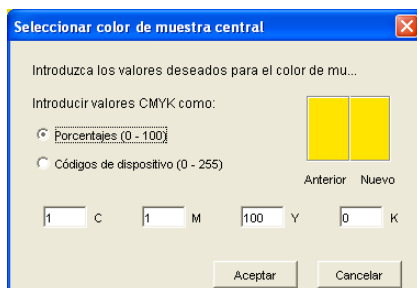 Seleccionar color de muestra central
Introduzca los valores deseados para el color de mu...
Introducir valores CMYK como:
Porcentajes (0 - 100)
Códigos de dispositivo (0 - 255)
Anterior Nuevo
1 C 1 M 100 Y 0 K
Aceptar Cancelar